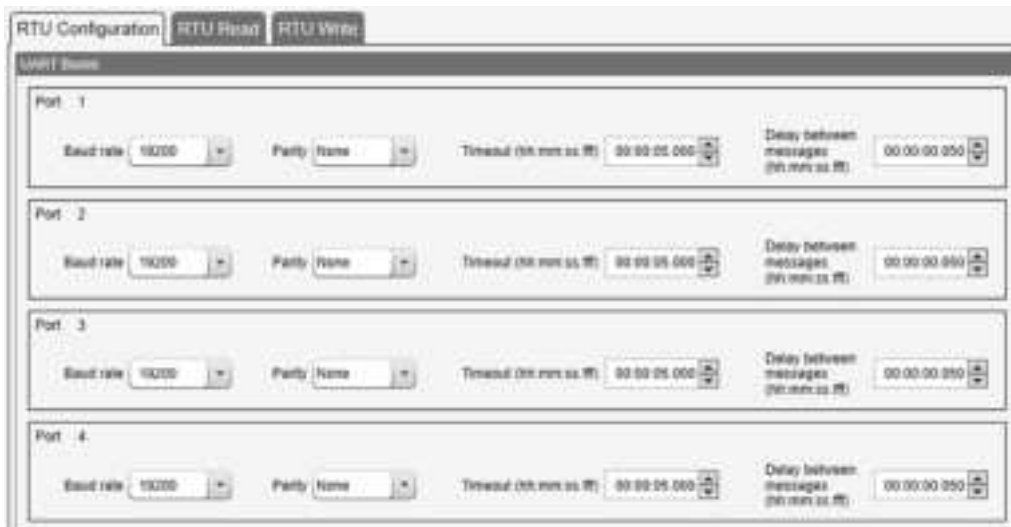 RTU Configuration RTU Read RTU Write
UART Basic
Port 1
Baud rate 19200 Parity None Timeout (hh:mm:ss.fff) 00:00:05.000 Delay between messages (hh:mm:ss.fff) 00:00:00.050
Port 2
Baud rate 19200 Parity None Timeout (hh:mm:ss.fff) 00:00:05.000 Delay between messages (hh:mm:ss.fff) 00:00:00.050
Port 3
Baud rate 19200 Parity None Timeout (hh:mm:ss.fff) 00:00:05.000 Delay between messages (hh:mm:ss.fff) 00:00:00.050
Port 4
Baud rate 19200 Parity None Timeout (hh:mm:ss.fff) 00:00:05.000 Delay between messages (hh:mm:ss.fff) 00:00:00.050